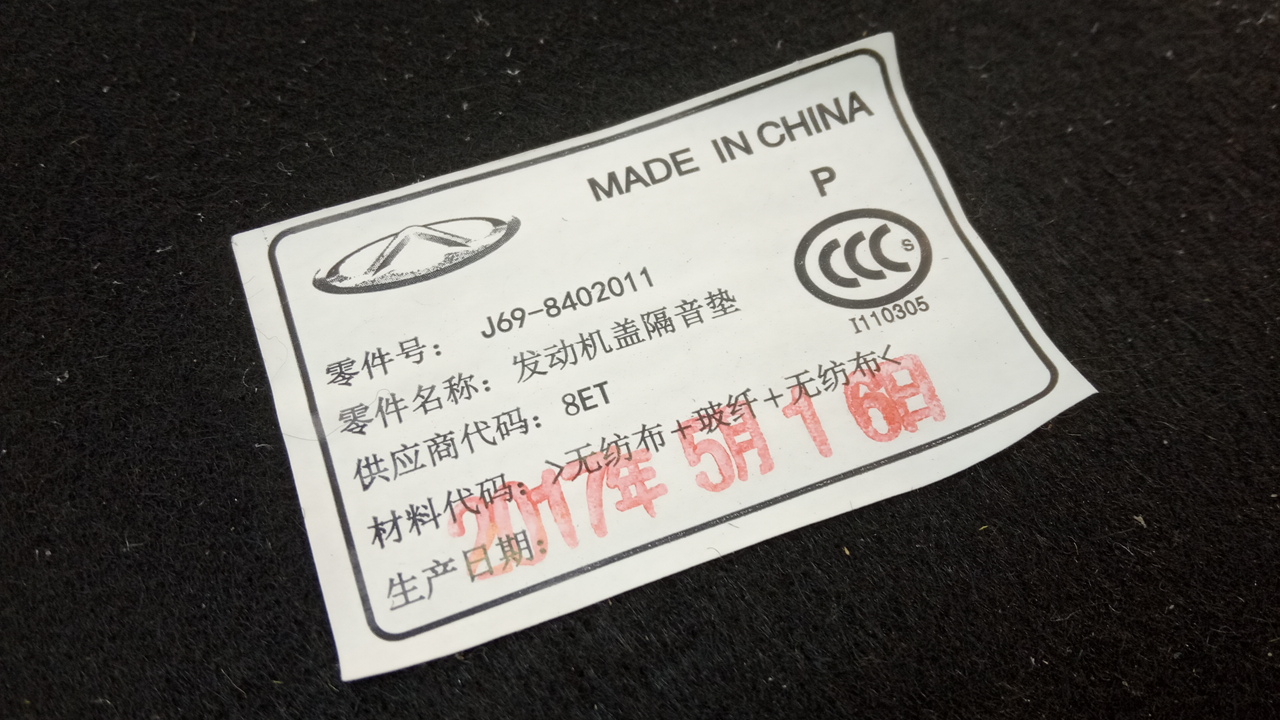 MADE IN CHINA
P
CCC S
I110305
零件号: J69-8402011
零件名称: 发动机盖隔音垫
供应商代码: 8ET
材料代码: >无纺布+玻纤+无纺布<
生产日期: 2017年 5月 16日